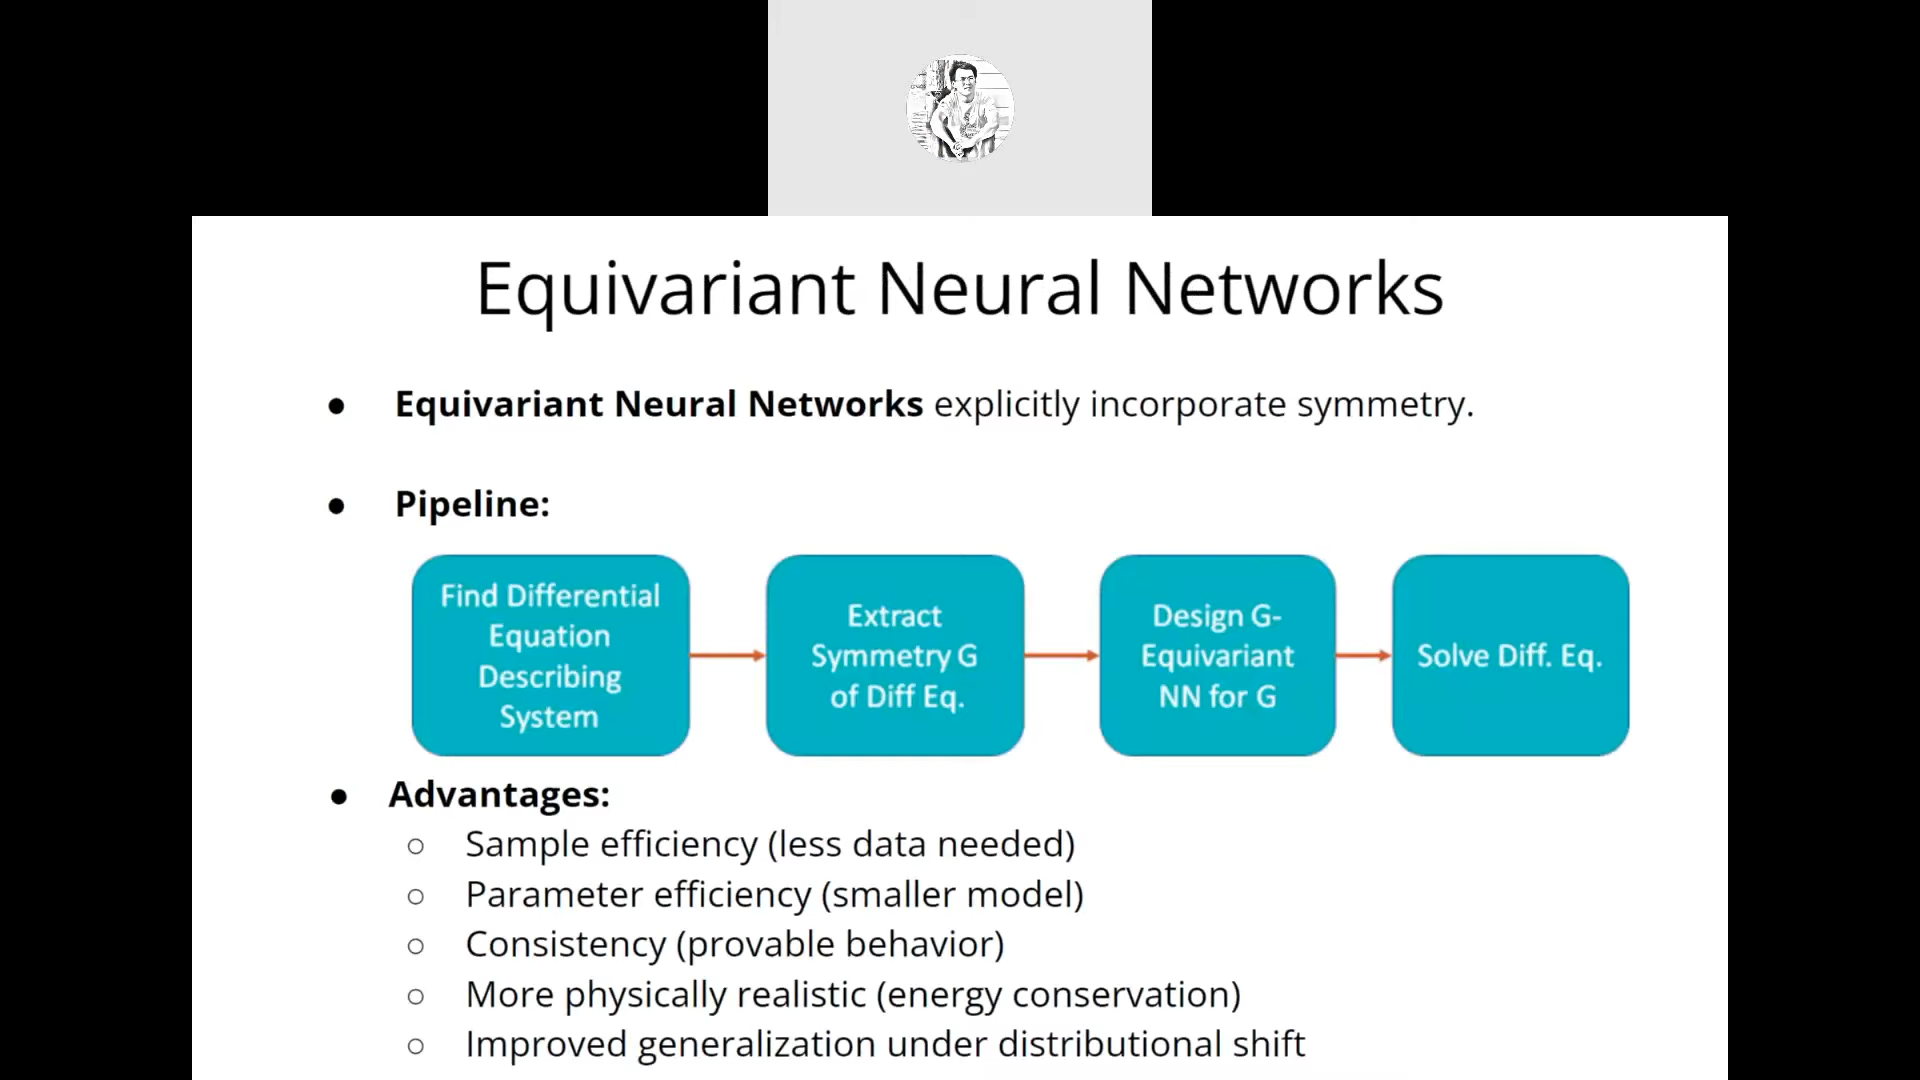 Equivariant Neural Networks
● Equivariant Neural Networks explicitly incorporate symmetry.
● Pipeline:
Find Differential
Equation
Describing
System
Extract
Symmetry G
of Diff Eq.
Design G-
Equivariant
NN for G
Solve Diff. Eq.
● Advantages:
○ Sample efficiency (less data needed)
○ Parameter efficiency (smaller model)
○ Consistency (provable behavior)
○ More physically realistic (energy conservation)
○ Improved generalization under distributional shift